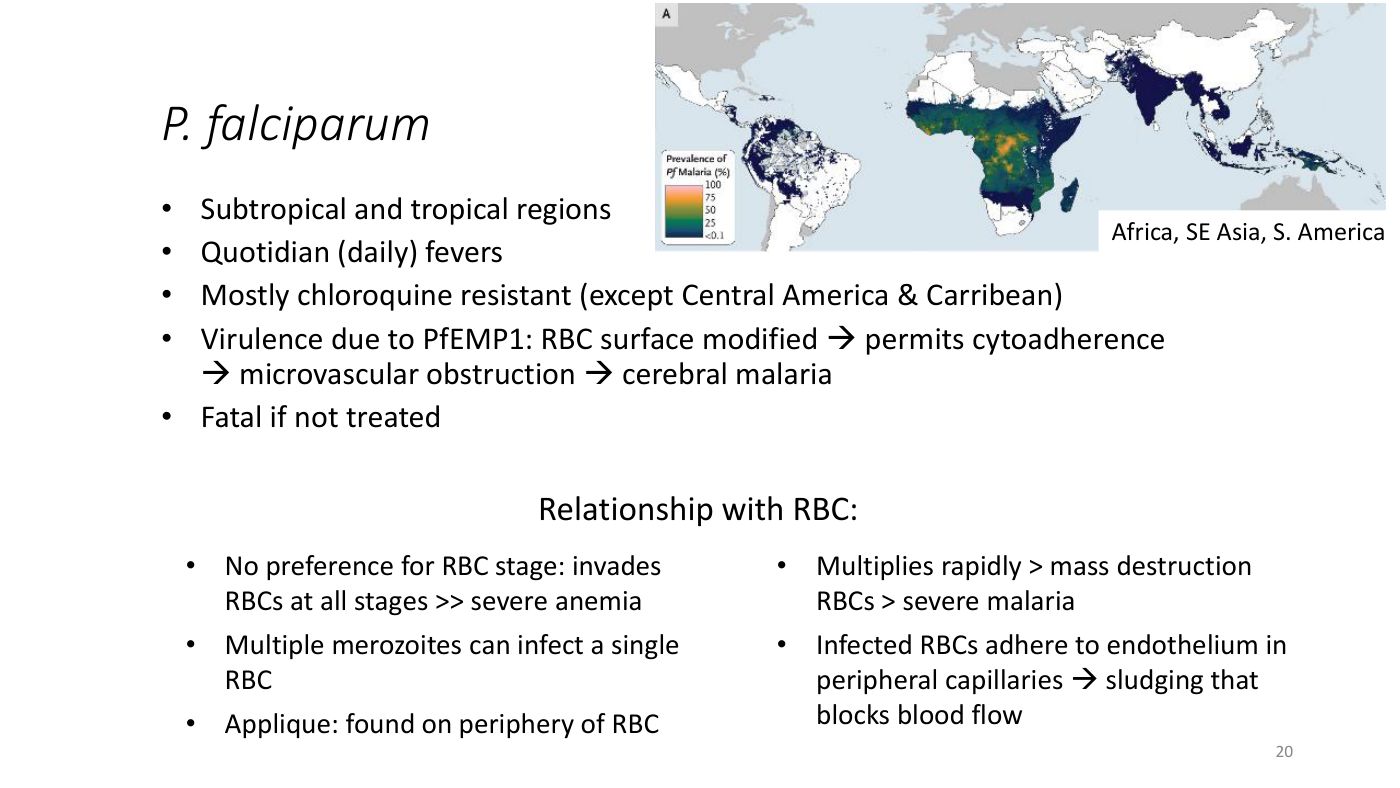 A
P. falciparum
Prevalence of
Pf Malaria (%)
100
75
50
25
<0.1
Africa, SE Asia, S. America
• Subtropical and tropical regions
• Quotidian (daily) fevers
• Mostly chloroquine resistant (except Central America & Carribean)
• Virulence due to PfEMP1: RBC surface modified → permits cytoadherence
→ microvascular obstruction → cerebral malaria
• Fatal if not treated
Relationship with RBC:
• No preference for RBC stage: invades
RBCs at all stages >> severe anemia
• Multiple merozoites can infect a single
RBC
• Applique: found on periphery of RBC
• Multiplies rapidly > mass destruction
RBCs > severe malaria
• Infected RBCs adhere to endothelium in
peripheral capillaries → sludging that
blocks blood flow
20